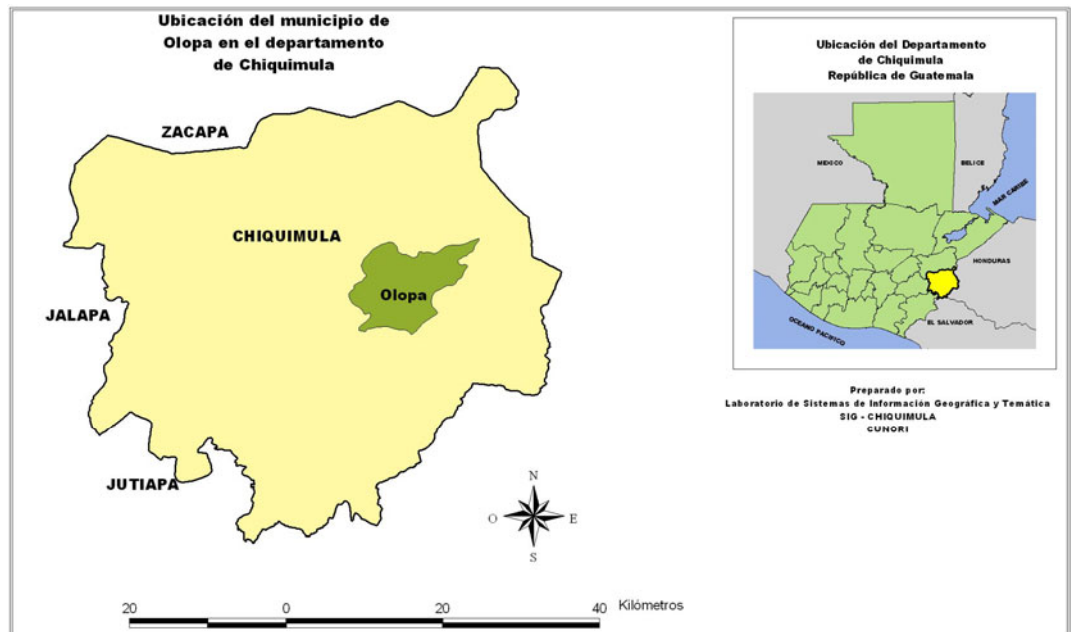 Ubicación del municipio de
Olopa en el departamento
de Chiquimula
ZACAPA
CHIQUIMULA
Olopa
JALAPA
JUTIAPA
N
O
E
S
20
0
20
40
Kilómetros
Ubicación del Departamento
de Chiquimula
República de Guatemala
MEXICO
BELICE
MAR CARIBE
HONDURAS
EL SALVADOR
OCEANO PACIFICO
Preparado por:
Laboratorio de Sistemas de Información Geográfica y Temática
SIG - CHIQUIMULA
CUNORI